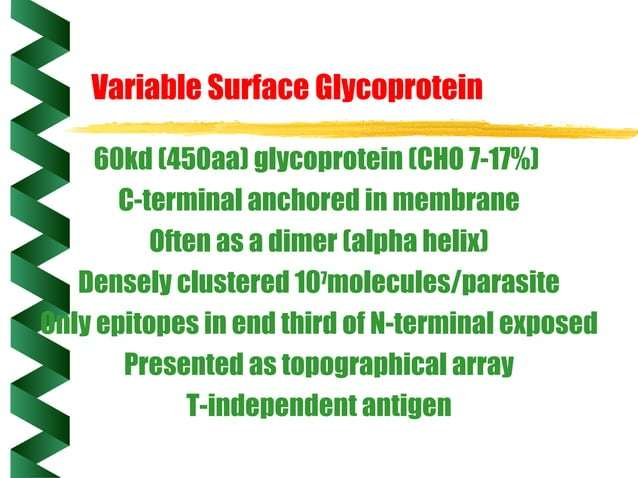 Variable Surface Glycoprotein
60kd (450aa) glycoprotein (CHO 7-17%)
C-terminal anchored in membrane
Often as a dimer (alpha helix)
Densely clustered 10⁷molecules/parasite
Only epitopes in end third of N-terminal exposed
Presented as topographical array
T-independent antigen